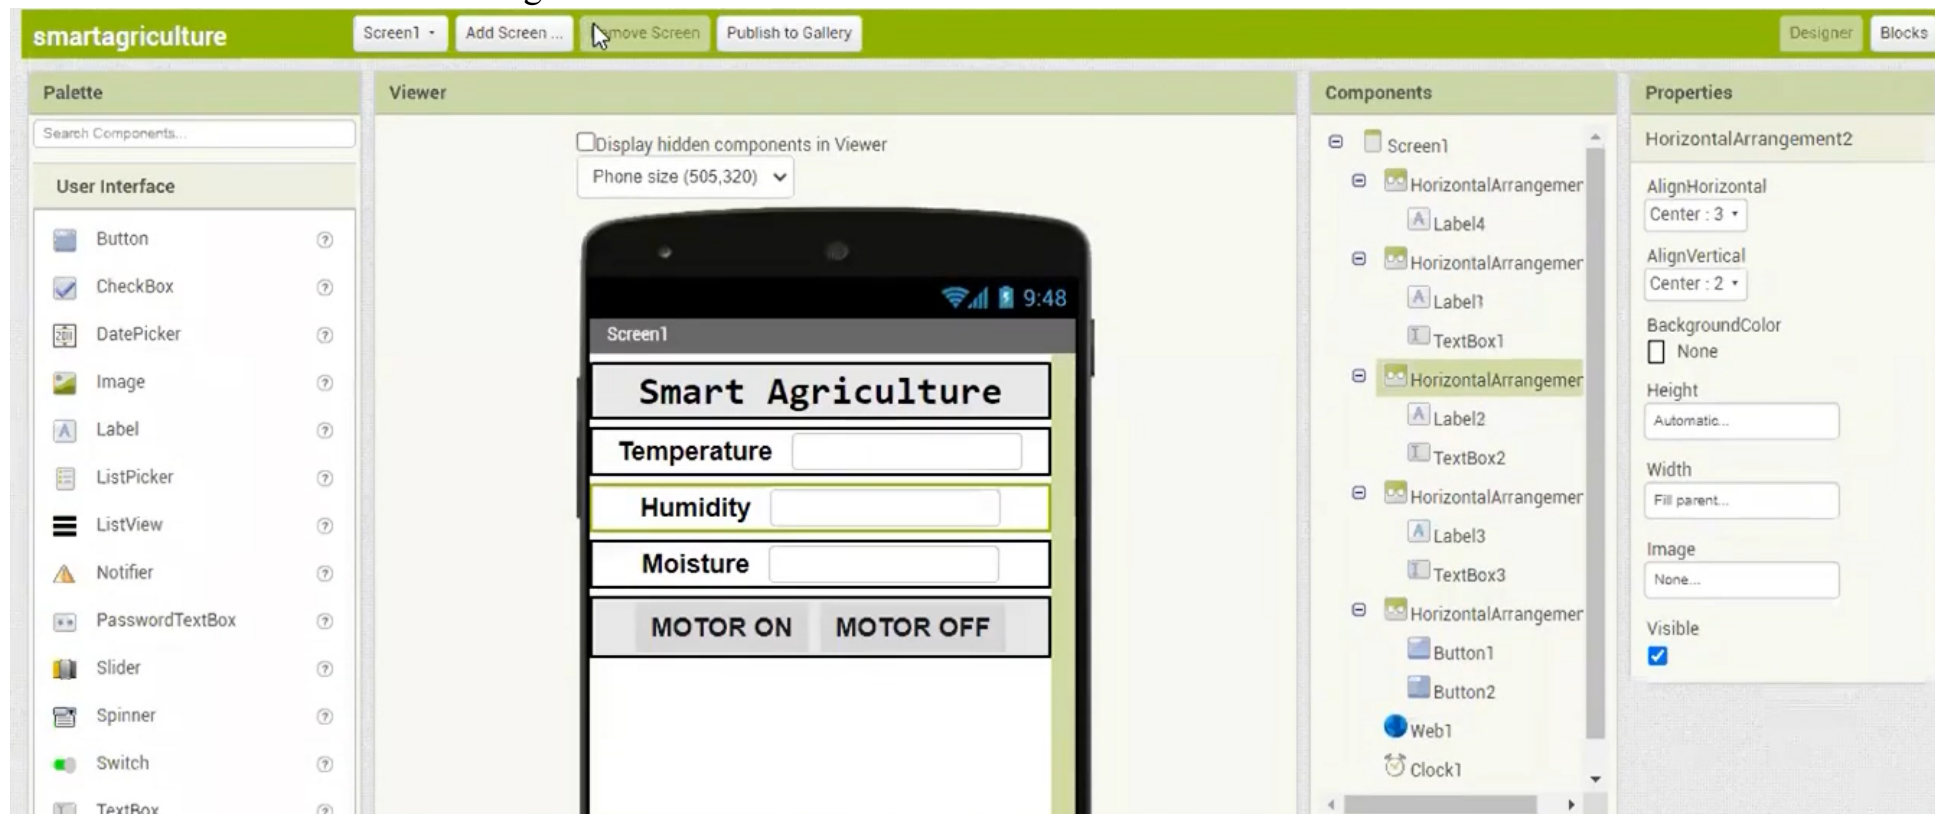 smartagriculture
Screen1
Add Screen ...
Remove Screen
Publish to Gallery
Designer
Blocks
Palette
Search Components...
User Interface
Button
CheckBox
DatePicker
Image
Label
ListPicker
ListView
Notifier
PasswordTextBox
Slider
Spinner
Switch
TextBox
Viewer
Display hidden components in Viewer
Phone size (505,320)
9:48
Screen1
Smart Agriculture
Temperature
Humidity
Moisture
MOTOR ON MOTOR OFF
Components
Screen1
HorizontalArrangemer
Label4
HorizontalArrangemer
Label1
TextBox1
HorizontalArrangemer
Label2
TextBox2
HorizontalArrangemer
Label3
TextBox3
HorizontalArrangemer
Button1
Button2
Web1
Clock1
Properties
HorizontalArrangement2
AlignHorizontal
Center : 3
AlignVertical
Center : 2
BackgroundColor
None
Height
Automatic...
Width
Fill parent...
Image
None...
Visible